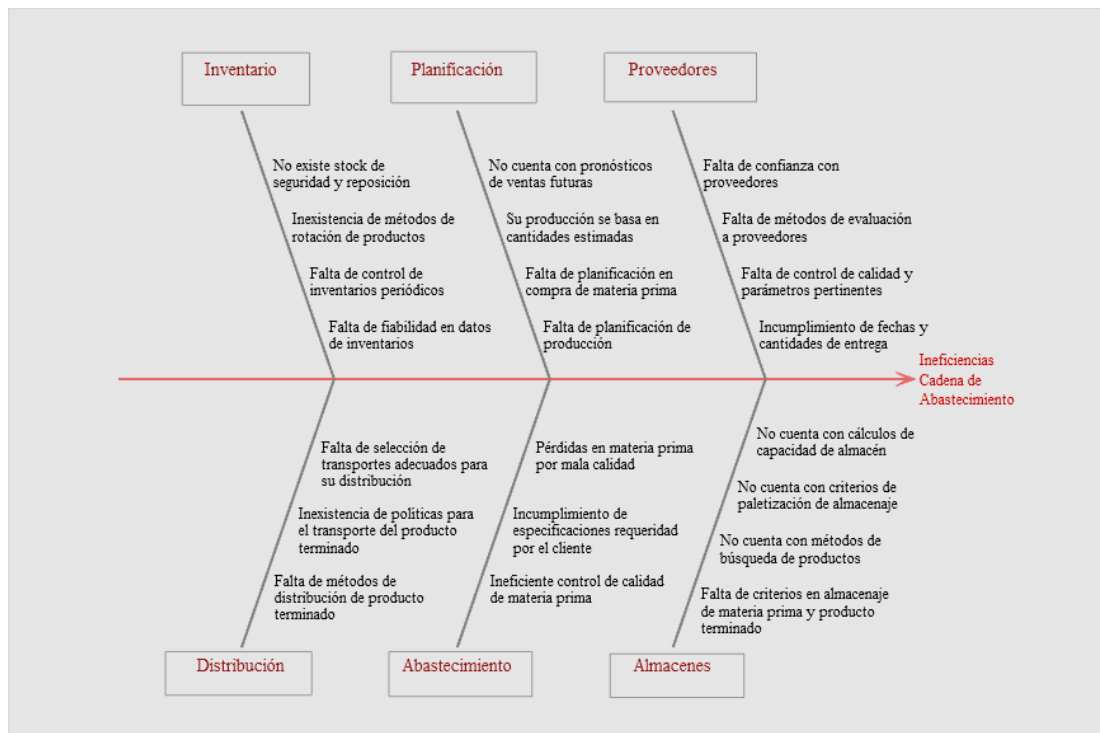 Inventario
Planificación
Proveedores
No existe stock de
seguridad y reposición
Inexistencia de métodos de
rotación de productos
Falta de control de
inventarios periódicos
Falta de fiabilidad en datos
de inventarios
No cuenta con pronósticos
de ventas futuras
Su producción se basa en
cantidades estimadas
Falta de planificación en
compra de materia prima
Falta de planificación de
producción
Falta de confianza con
proveedores
Falta de métodos de evaluación
a proveedores
Falta de control de calidad y
parámetros pertinentes
Incumplimiento de fechas y
cantidades de entrega
Ineficiencias
Cadena de
Abastecimiento
Falta de selección de
transportes adecuados para
su distribución
Inexistencia de políticas para
el transporte del producto
terminado
Falta de métodos de
distribución de producto
terminado
Pérdidas en materia prima
por mala calidad
Incumplimiento de
especificaciones requeridad
por el cliente
Ineficiente control de calidad
de materia prima
No cuenta con cálculos de
capacidad de almacén
No cuenta con criterios de
paletización de almacenaje
No cuenta con métodos de
búsqueda de productos
Falta de criterios en almacenaje
de materia prima y producto
terminado
Distribución
Abastecimiento
Almacenes